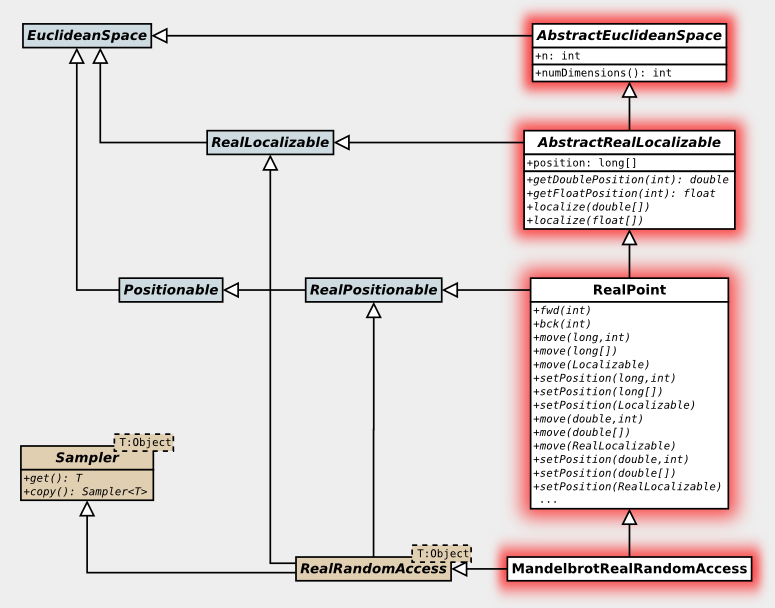 EuclideanSpace
AbstractEuclideanSpace
+n: int
+numDimensions(): int
RealLocalizable
AbstractRealLocalizable
+position: long[]
+getDoublePosition(int): double
+getFloatPosition(int): float
+localize(double[])
+localize(float[])
Positionable
RealPositionable
RealPoint
+fwd(int)
+bck(int)
+move(long,int)
+move(long[])
+move(Localizable)
+setPosition(long,int)
+setPosition(long[])
+setPosition(Localizable)
+move(double,int)
+move(double[])
+move(RealLocalizable)
+setPosition(double,int)
+setPosition(double[])
+setPosition(RealLocalizable)
...
T:Object
Sampler
+get(): T
+copy(): Sampler<T>
T:Object
RealRandomAccess
MandelbrotRealRandomAccess